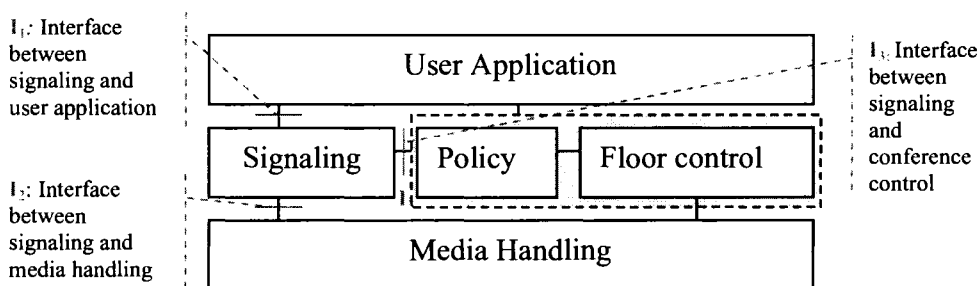 I₁: Interface
between
signaling and
user application
User Application
I₃: Interface
between
signaling
and
conference
control
Signaling
Policy
Floor control
I₂: Interface
between
signaling and
media handling
Media Handling